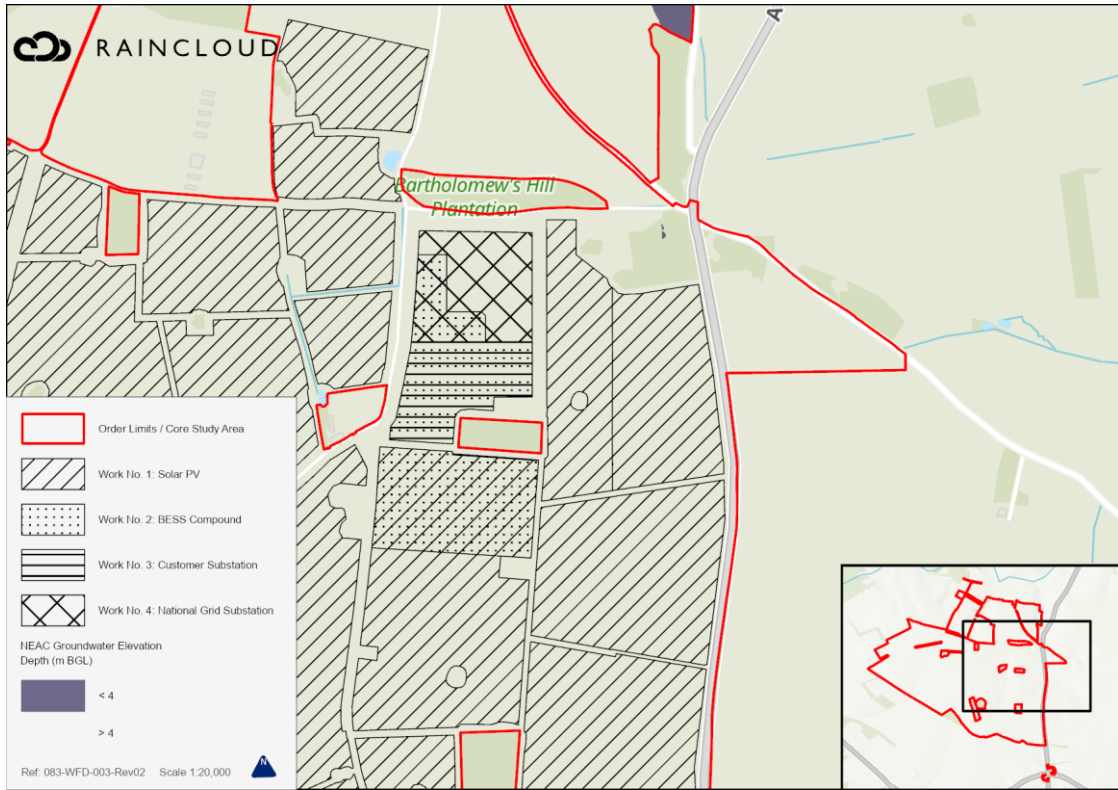 RAINCLOUD
A
Bartholomew's Hill
Plantation
Order Limits / Core Study Area
Work No. 1: Solar PV
Work No. 2: BESS Compound
Work No. 3: Customer Substation
Work No. 4: National Grid Substation
NEAC Groundwater Elevation
Depth (m BGL)
< 4
> 4
Ref: 083-WFD-003-Rev02 Scale 1:20,000
N